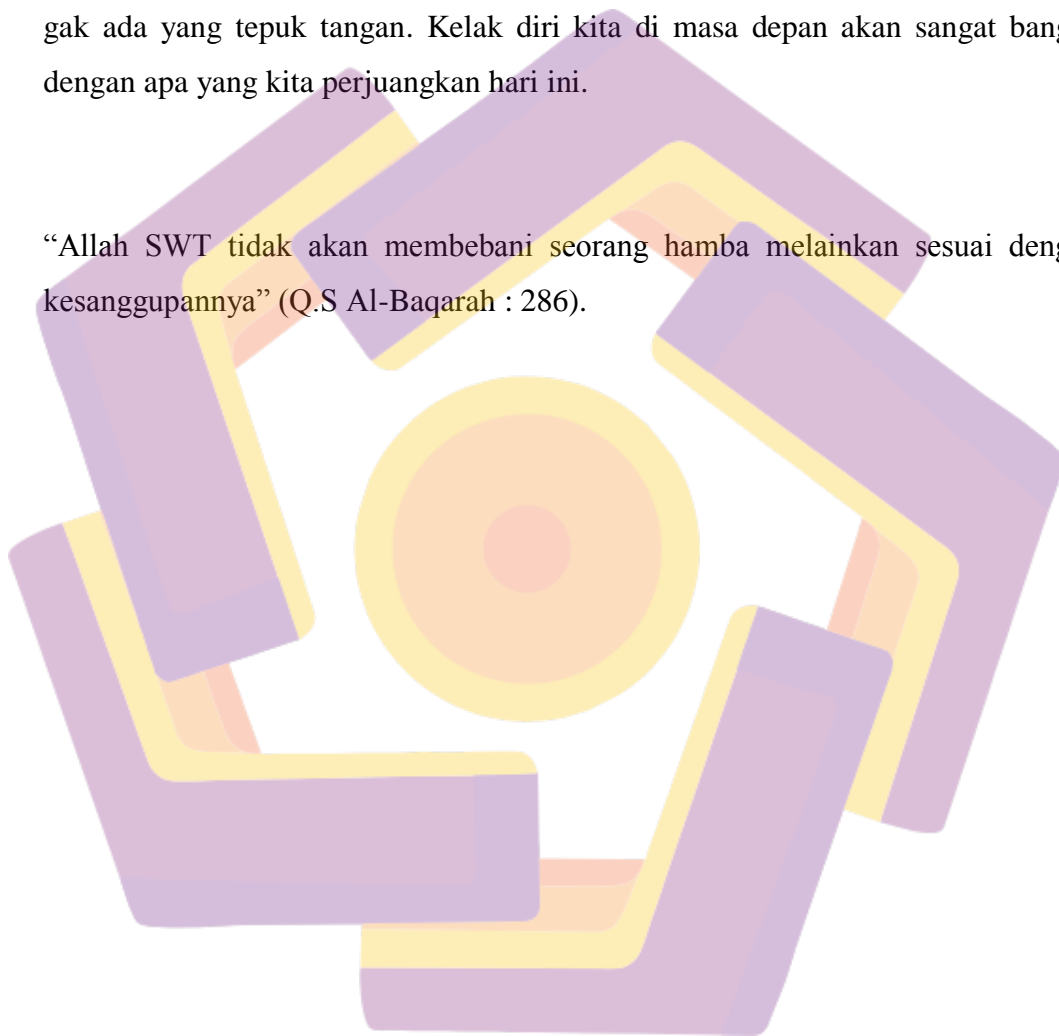 gak ada yang tepuk tangan. Kelak diri kita di masa depan akan sangat bang
dengan apa yang kita perjuangkan hari ini.
“Allah SWT tidak akan membebani seorang hamba melainkan sesuai deng
kesanggupannya” (Q.S Al-Baqarah : 286).